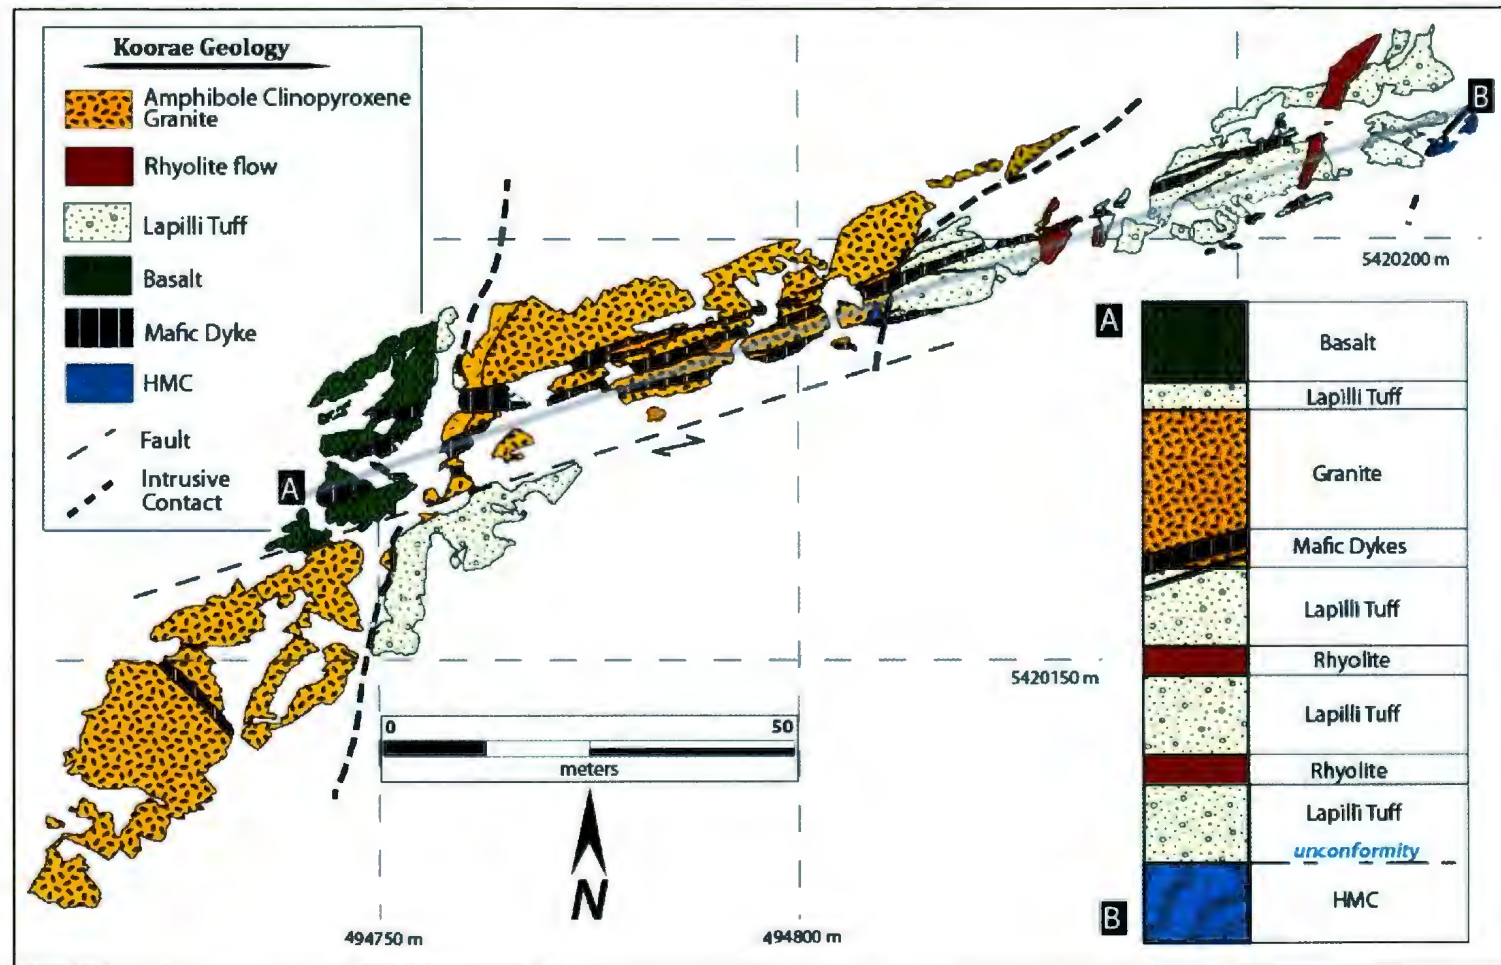 Koorae Geology
Amphibole Clinopyroxene
Granite
Rhyolite flow
Lapilli Tuff
Basalt
Mafic Dyke
HMC
Fault
Intrusive
Contact
A
B
5420200 m
5420150 m
494750 m
494800 m
0 50
meters
N
A
Basalt
Lapilli Tuff
Granite
Mafic Dykes
Lapilli Tuff
Rhyolite
Lapilli Tuff
Rhyolite
Lapilli Tuff
unconformity
HMC
B